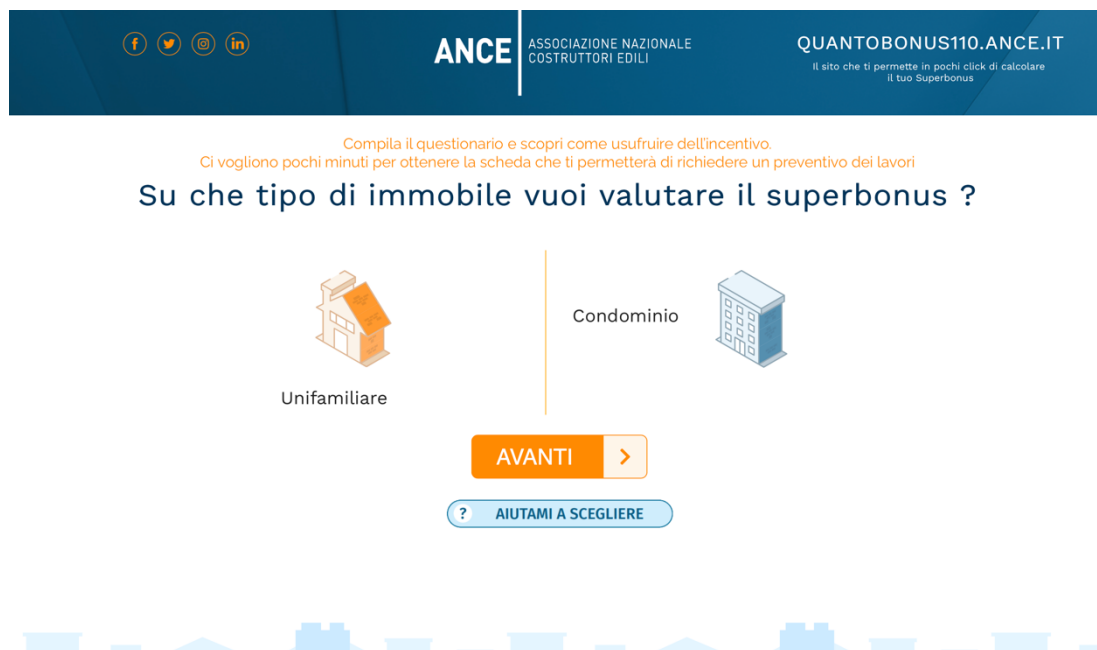 ANCE
ASSOCIAZIONE NAZIONALE
COSTRUTTORI EDILI
QUANTOBONUS110.ANCE.IT
Il sito che ti permette in pochi click di calcolare
il tuo Superbonus
Compila il questionario e scopri come usufruire dell'incentivo.
Ci vogliono pochi minuti per ottenere la scheda che ti permetterà di richiedere un preventivo dei lavori
Su che tipo di immobile vuoi valutare il superbonus ?
Condominio
Unifamiliare
AVANTI >
? AIUTAMI A SCEGLIERE